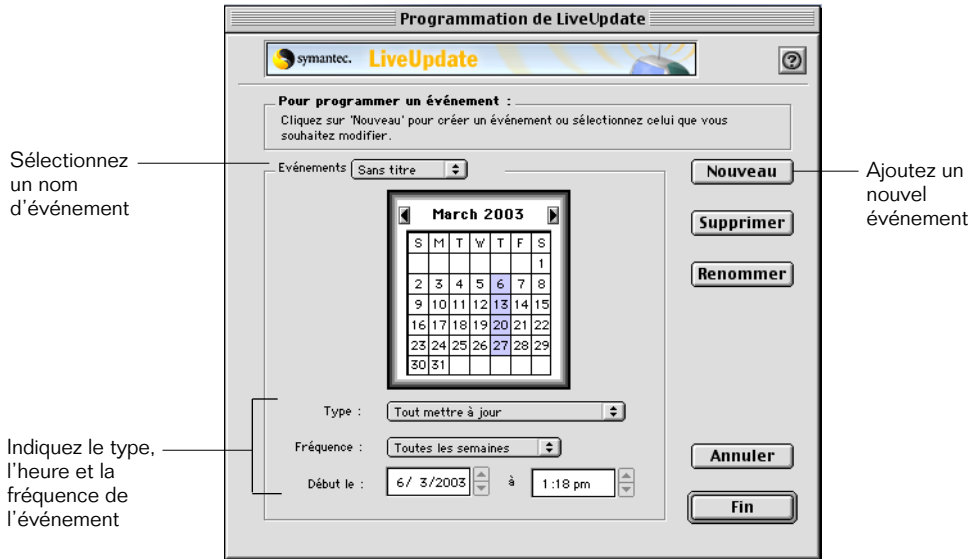 Programmation de LiveUpdate
symantec. LiveUpdate
?
Pour programmer un événement :
Cliquez sur 'Nouveau' pour créer un événement ou sélectionnez celui que vous
souhaitez modifier.
Sélectionnez
un nom
d'événement
Evénements Sans titre
Nouveau
Ajoutez un
nouvel
événement
Supprimer
Renommer
March 2003
S M T W T F S
1
2 3 4 5 6 7 8
9 10 11 12 13 14 15
16 17 18 19 20 21 22
23 24 25 26 27 28 29
30 31
Indiquez le type,
l'heure et la
fréquence de
l'événement
Type : Tout mettre à jour
Fréquence : Toutes les semaines
Début le : 6/ 3/2003 à 1:18 pm
Annuler
Fin